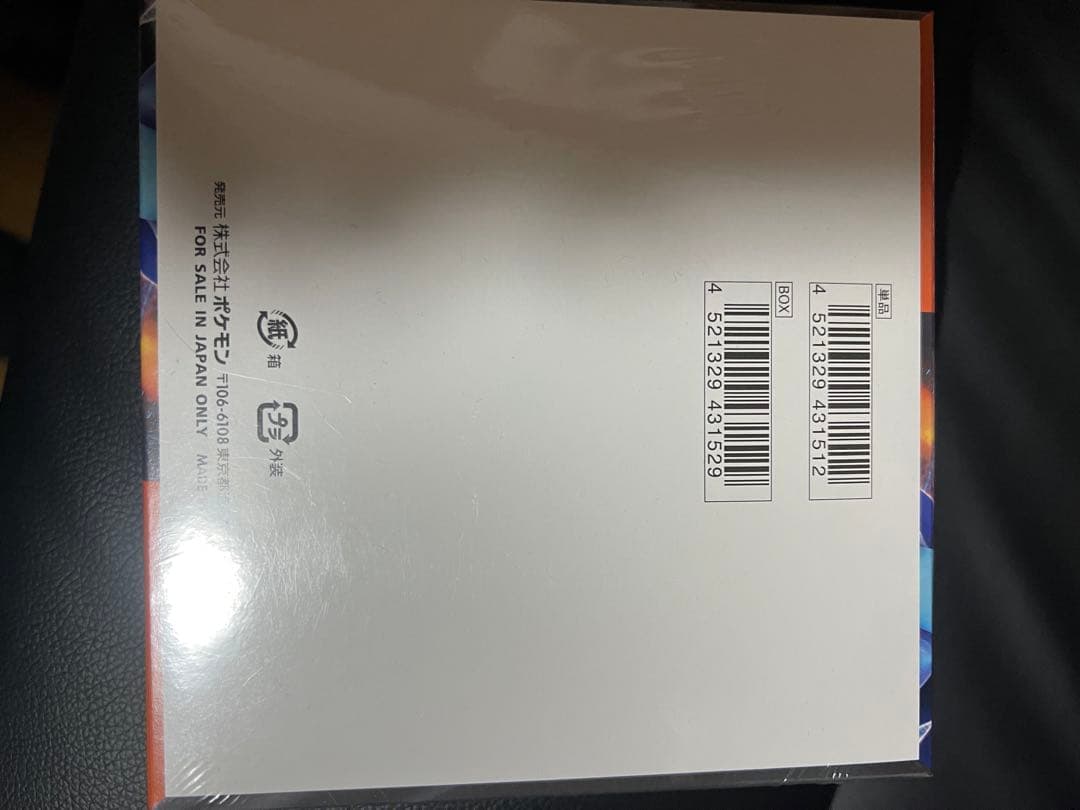 単品
4 521329 431512
BOX
4 521329 431529
紙 箱 プラ 外装
発売元 株式会社ポケモン 〒106-6108 東京都
FOR SALE IN JAPAN ONLY MADE